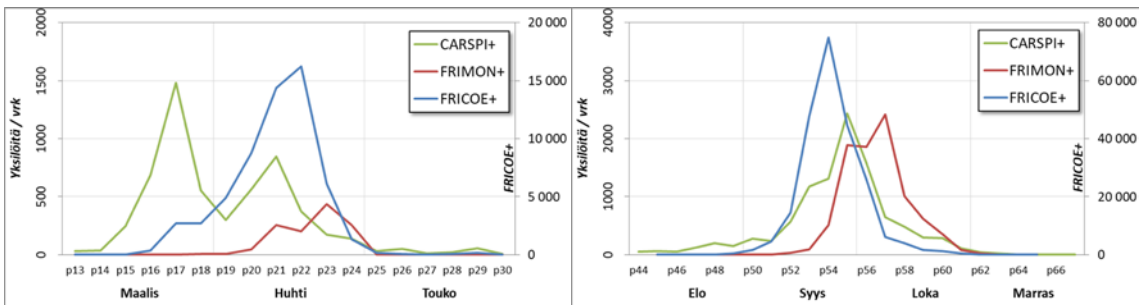 2000
1500
1000
500
0
Yksilöitä / vrk
20 000
15 000
10 000
5 000
0
FRICOE+
CARSPI+
FRIMON+
FRICOE+
p13 p14 p15 p16 p17 p18 p19 p20 p21 p22 p23 p24 p25 p26 p27 p28 p29 p30
Maalis Huhti Touko
4000
3000
2000
1000
0
Yksilöitä / vrk
80 000
60 000
40 000
20 000
0
FRICOE+
CARSPI+
FRIMON+
FRICOE+
p44 p46 p48 p50 p52 p54 p56 p58 p60 p62 p64 p66
Elo Syys Loka Marras